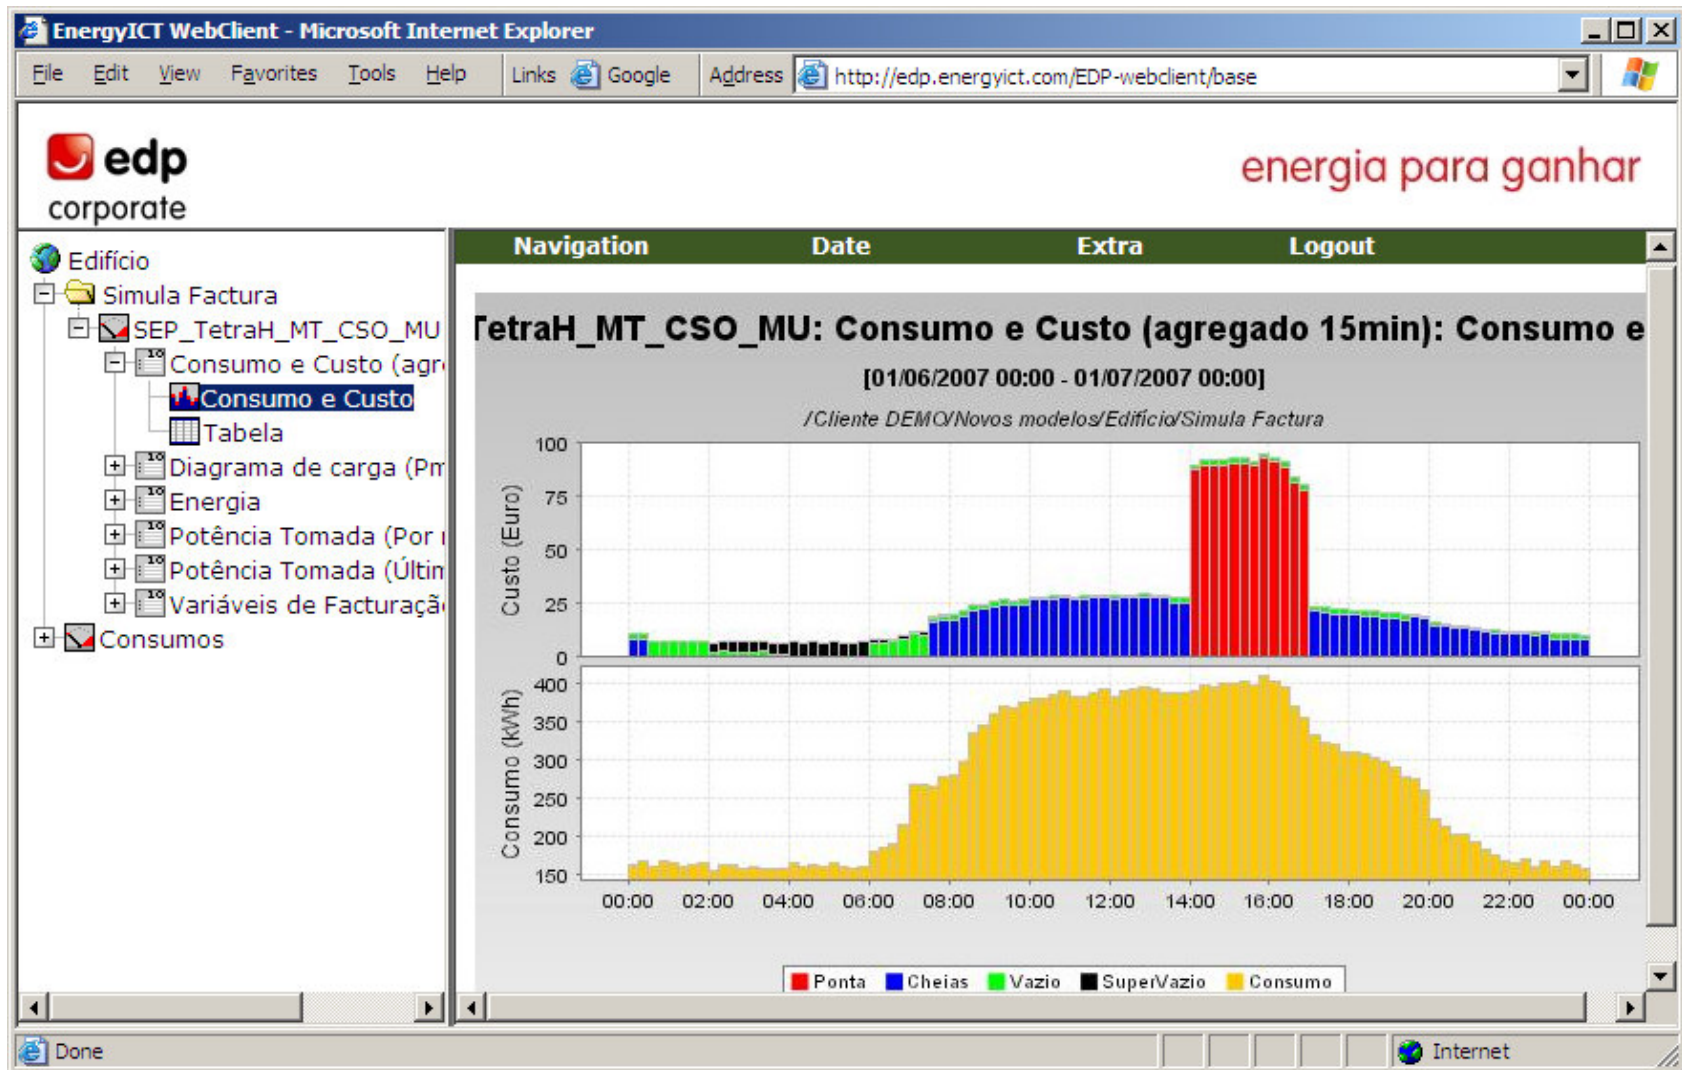 EnergyICT WebClient - Microsoft Internet Explorer
File Edit View Favorites Tools Help Links Google Address http://edp.energyict.com/EDP-webclient/base
edp
corporate
energia para ganhar
Edifício
Simula Factura
SEP_TetraH_MT_CSO_MU
Consumo e Custo (agre
Consumo e Custo
Tabela
Diagrama de carga (Pm
Energia
Potência Tomada (Por
Potência Tomada (Últim
Variáveis de Facturaçã
Consumos
Navigation Date Extra Logout
TetraH_MT_CSO_MU: Consumo e Custo (agregado 15min): Consumo e
[01/06/2007 00:00 - 01/07/2007 00:00]
/Cliente DEMO/Novos modelos/Edifício/Simula Factura
Custo (Euro)
100
75
50
25
0
Consumo (kWh)
400
350
300
250
200
150
00:00 02:00 04:00 06:00 08:00 10:00 12:00 14:00 16:00 18:00 20:00 22:00 00:00
Ponta Cheias Vazio SuperVazio Consumo
Done
Internet